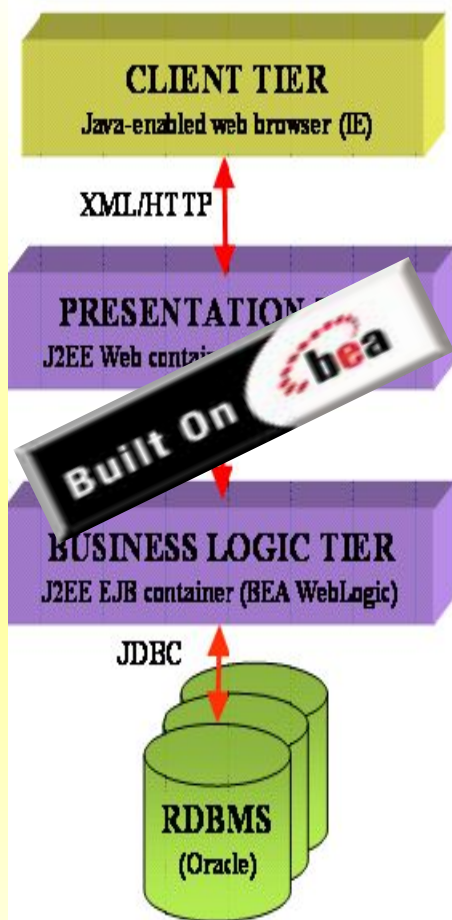 CLIENT TIER
Java-enabled web browser (IE)
XML/HTTP
PRESENTATION
J2EE Web
Built On bea
BUSINESS LOGIC TIER
J2EE EJB container (BEA WebLogic)
JDBC
RDBMS
(Oracle)